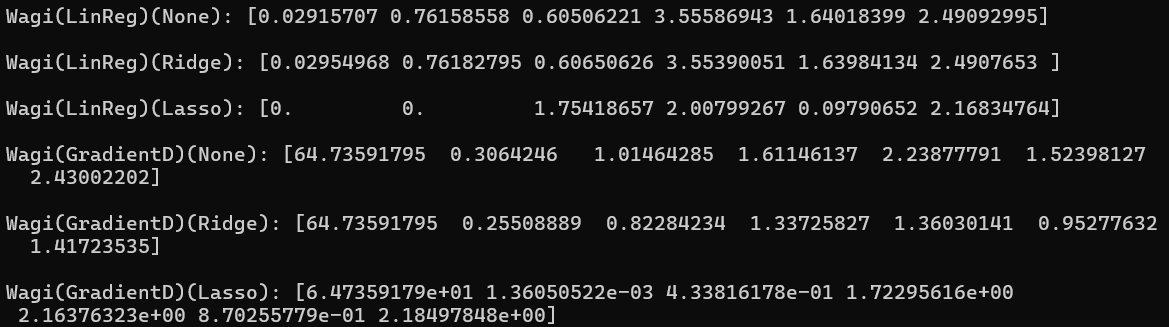 Wagi(LinReg)(None): [0.02915707 0.76158558 0.60506221 3.55586943 1.64018399 2.49092995]
Wagi(LinReg)(Ridge): [0.02954968 0.76182795 0.60650626 3.55390051 1.63984134 2.4907653 ]
Wagi(LinReg)(Lasso): [0.         0.         1.75418657 2.00799267 0.09790652 2.16834764]
Wagi(GradientD)(None): [64.73591795  0.3064246   1.01464285  1.61146137  2.23877791  1.52398127
  2.43002202]
Wagi(GradientD)(Ridge): [64.73591795  0.25508889  0.82284234  1.33725827  1.36030141  0.95277632
  1.41723535]
Wagi(GradientD)(Lasso): [6.47359179e+01 1.36050522e-03 4.33816178e-01 1.72295616e+00
 2.16376323e+00 8.70255779e-01 2.18497848e+00]